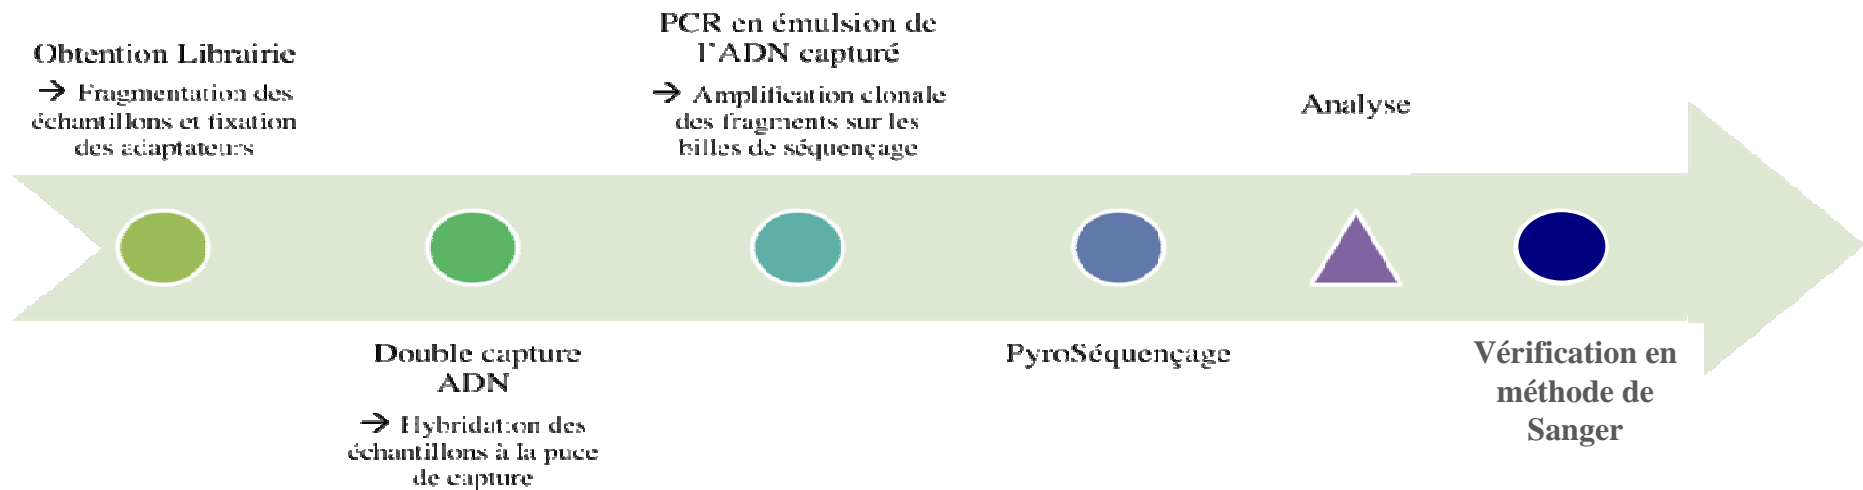 Obtention Librairie
→ Fragmentation des
échantillons et fixation
des adaptateurs
Double capture
ADN
→ Hybridation des
échantillons à la puce
de capture
PCR en émulsion de
l'ADN capturé
→ Amplification clonale
des fragments sur les
billes de séquençage
PyroSéquençage
Analyse
Vérification en
méthode de
Sanger